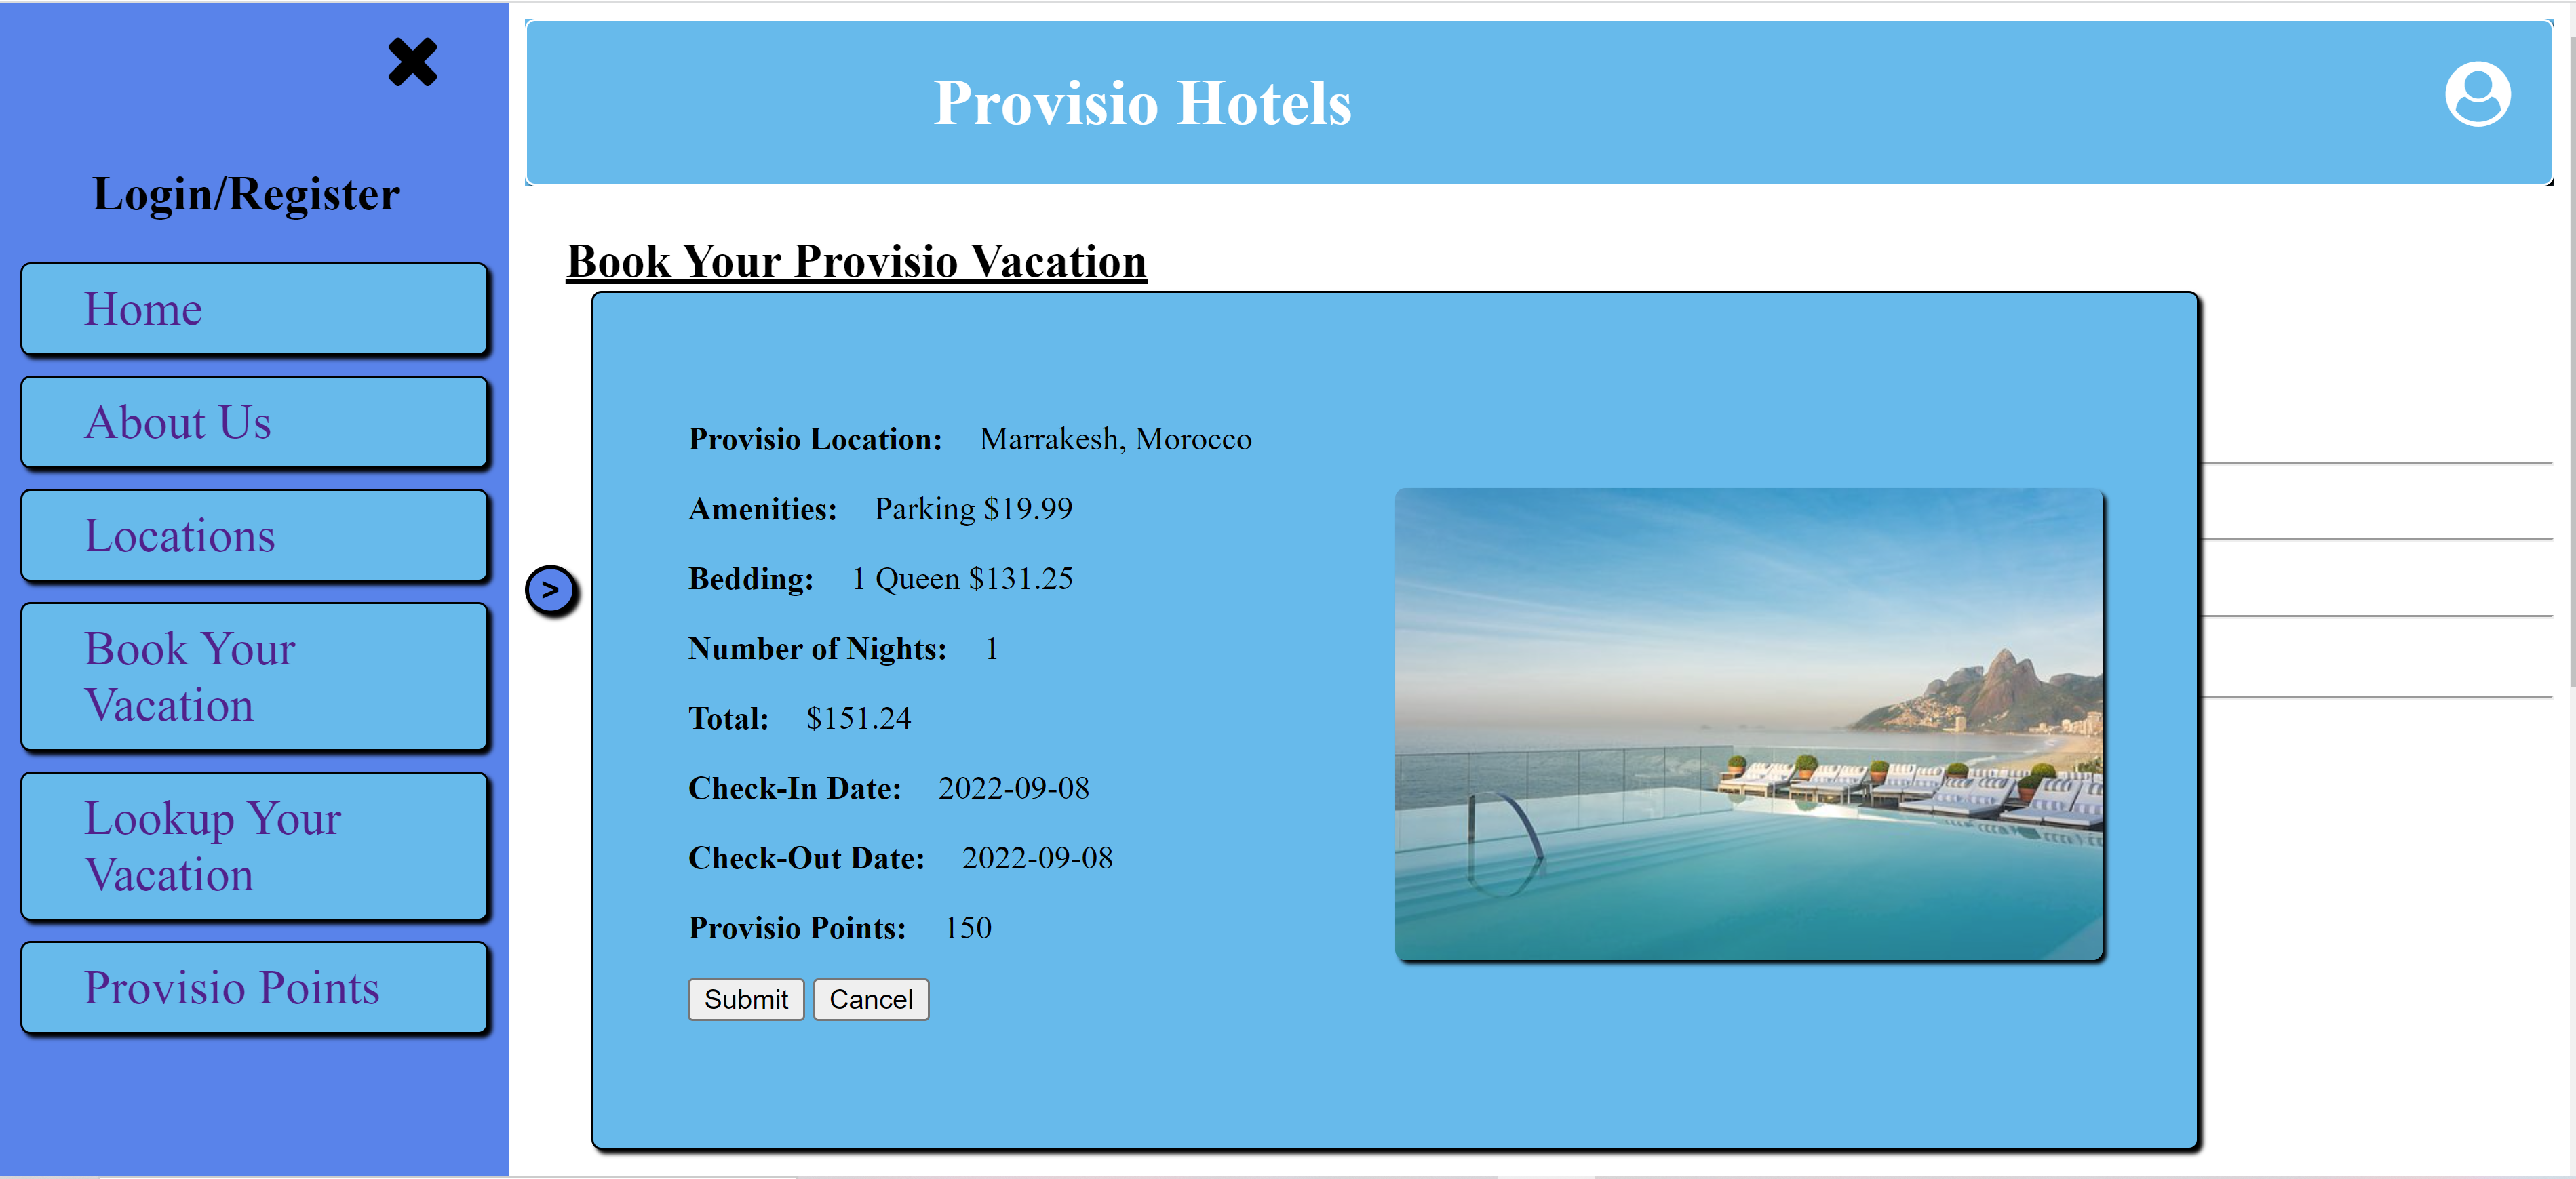 Login/Register
Home
About Us
Locations
Book Your
Vacation
Lookup Your
Vacation
Provisio Points
Provisio Hotels
Book Your Provisio Vacation
>
Provisio Location: Marrakesh, Morocco
Amenities: Parking $19.99
Bedding: 1 Queen $131.25
Number of Nights: 1
Total: $151.24
Check-In Date: 2022-09-08
Check-Out Date: 2022-09-08
Provisio Points: 150
Submit Cancel